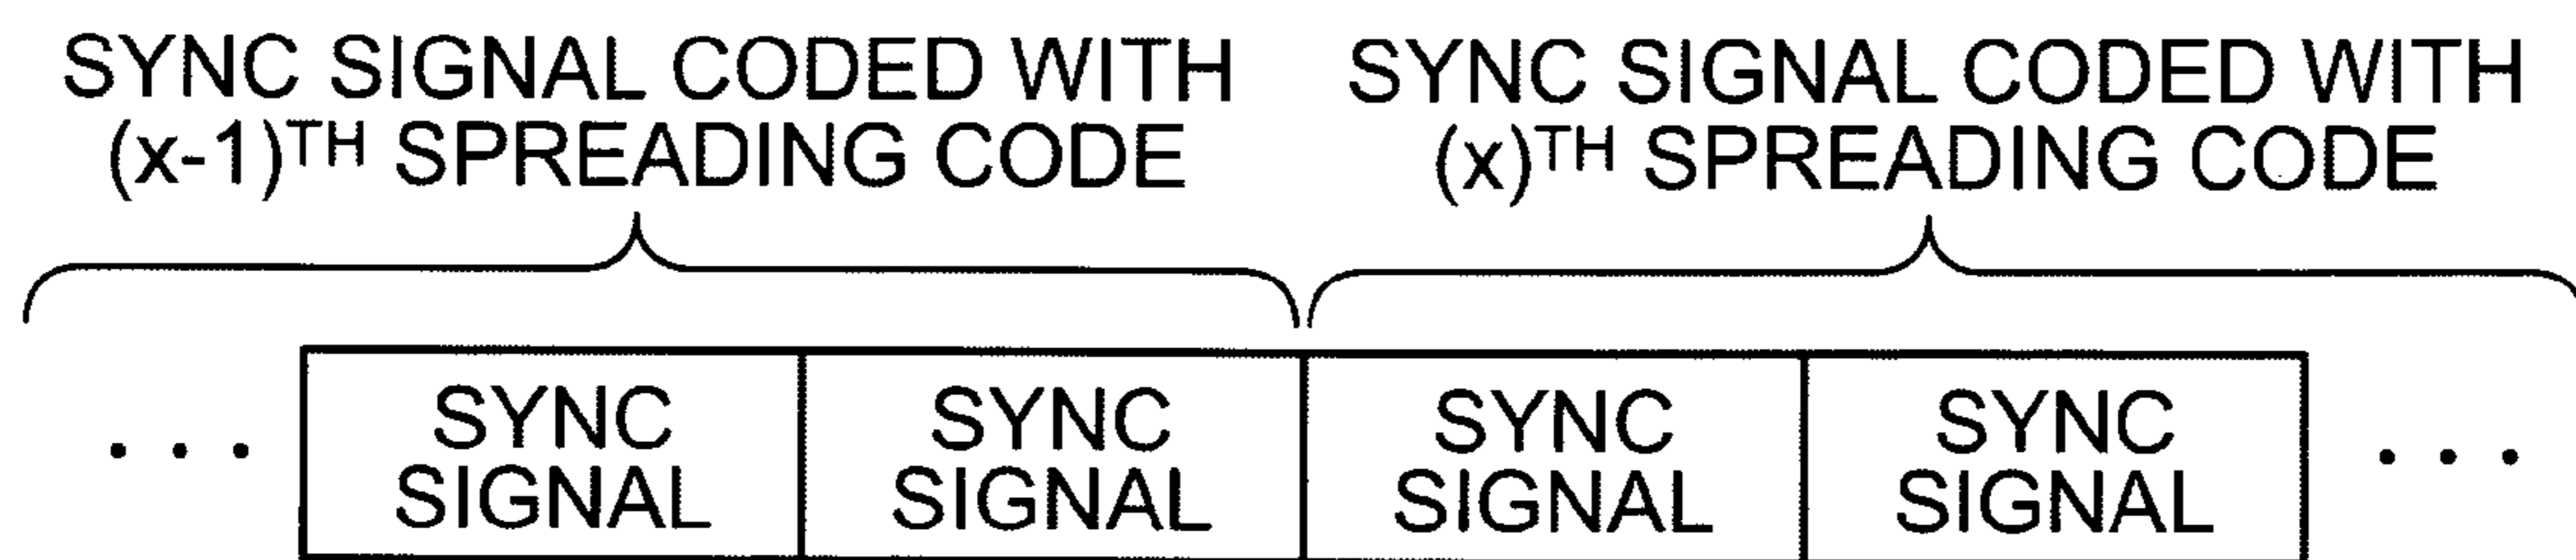 SYNC SIGNAL CODED WITH
(x-1)TH SPREADING CODE
SYNC SIGNAL CODED WITH
(x)TH SPREADING CODE
. . .
SYNC
SIGNAL
SYNC
SIGNAL
SYNC
SIGNAL
SYNC
SIGNAL
. . .